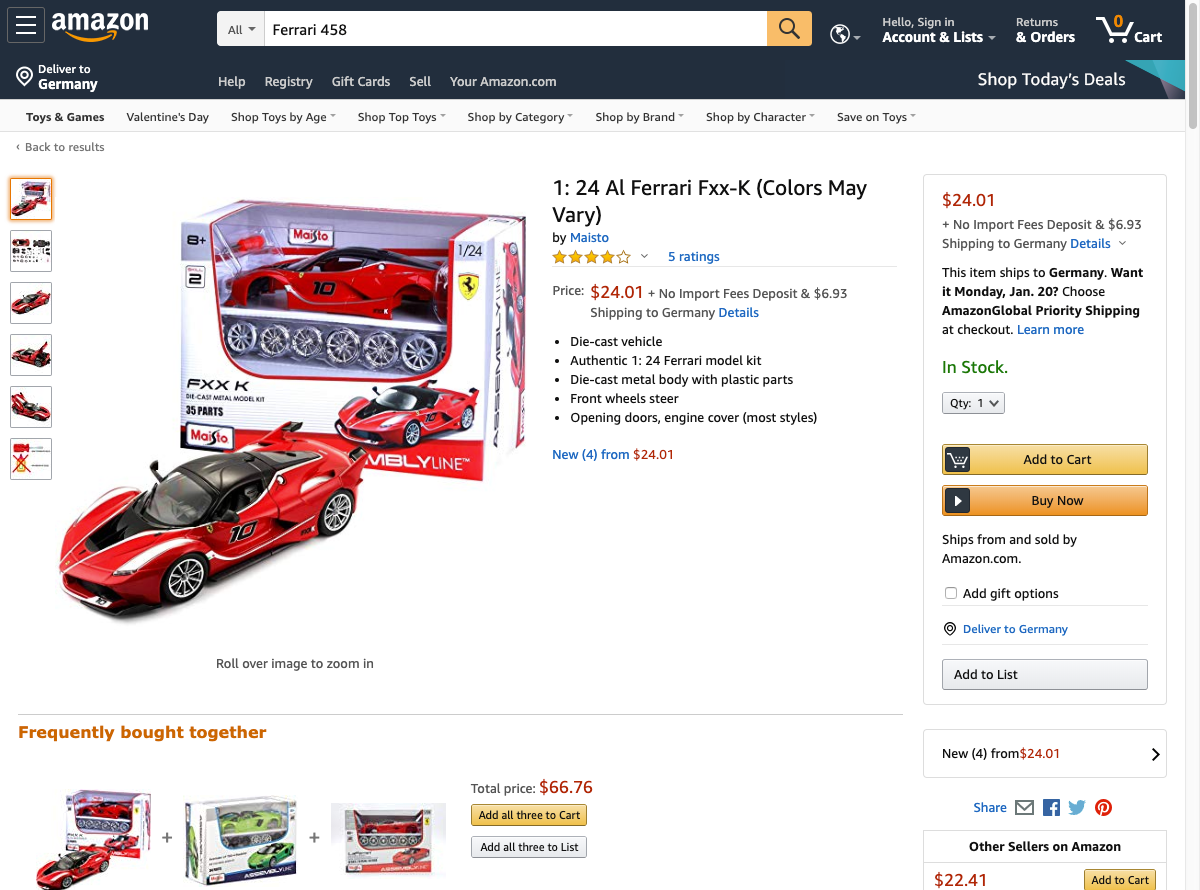 amazon
All
Ferrari 458
Hello, Sign in
Account & Lists
Returns
& Orders
0
Cart
Deliver to
Germany
Help
Registry
Gift Cards
Sell
Your Amazon.com
Shop Today's Deals
Toys & Games
Valentine's Day
Shop Toys by Age
Shop Top Toys
Shop by Category
Shop by Brand
Shop by Character
Save on Toys
‹ Back to results
8+
Maisto
1/24
SKILL
2
10
FXX K
DIE-CAST METAL MODEL KIT
35 PARTS
Maisto
MBLYLINE™
10
10
Roll over image to zoom in
1: 24 Al Ferrari Fxx-K (Colors May
Vary)
by Maisto
5 ratings
Price: $24.01 + No Import Fees Deposit & $6.93
Shipping to Germany Details
• Die-cast vehicle
• Authentic 1: 24 Ferrari model kit
• Die-cast metal body with plastic parts
• Front wheels steer
• Opening doors, engine cover (most styles)
New (4) from $24.01
$24.01
+ No Import Fees Deposit & $6.93
Shipping to Germany Details
This item ships to Germany. Want
it Monday, Jan. 20? Choose
AmazonGlobal Priority Shipping
at checkout. Learn more
In Stock.
Qty: 1
Add to Cart
Buy Now
Ships from and sold by
Amazon.com.
Add gift options
Deliver to Germany
Add to List
New (4) from$24.01
Share
Other Sellers on Amazon
$22.41
Add to Cart
Frequently bought together
+
+
Total price: $66.76
Add all three to Cart
Add all three to List